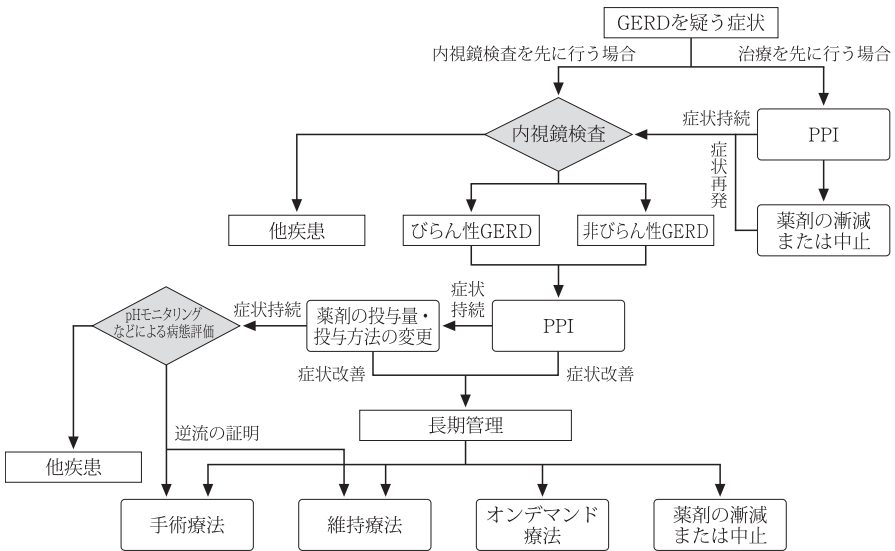 GERDを疑う症状
内視鏡検査を先に行う場合
治療を先に行う場合
内視鏡検査
症状持続
PPI
症状再発
薬剤の漸減
または中止
他疾患
びらん性GERD
非びらん性GERD
pHモニタリング
などによる病態評価
症状持続
薬剤の投与量・
投与方法の変更
症状
持続
PPI
症状改善
症状改善
長期管理
逆流の証明
他疾患
手術療法
維持療法
オンデマンド
療法
薬剤の漸減
または中止